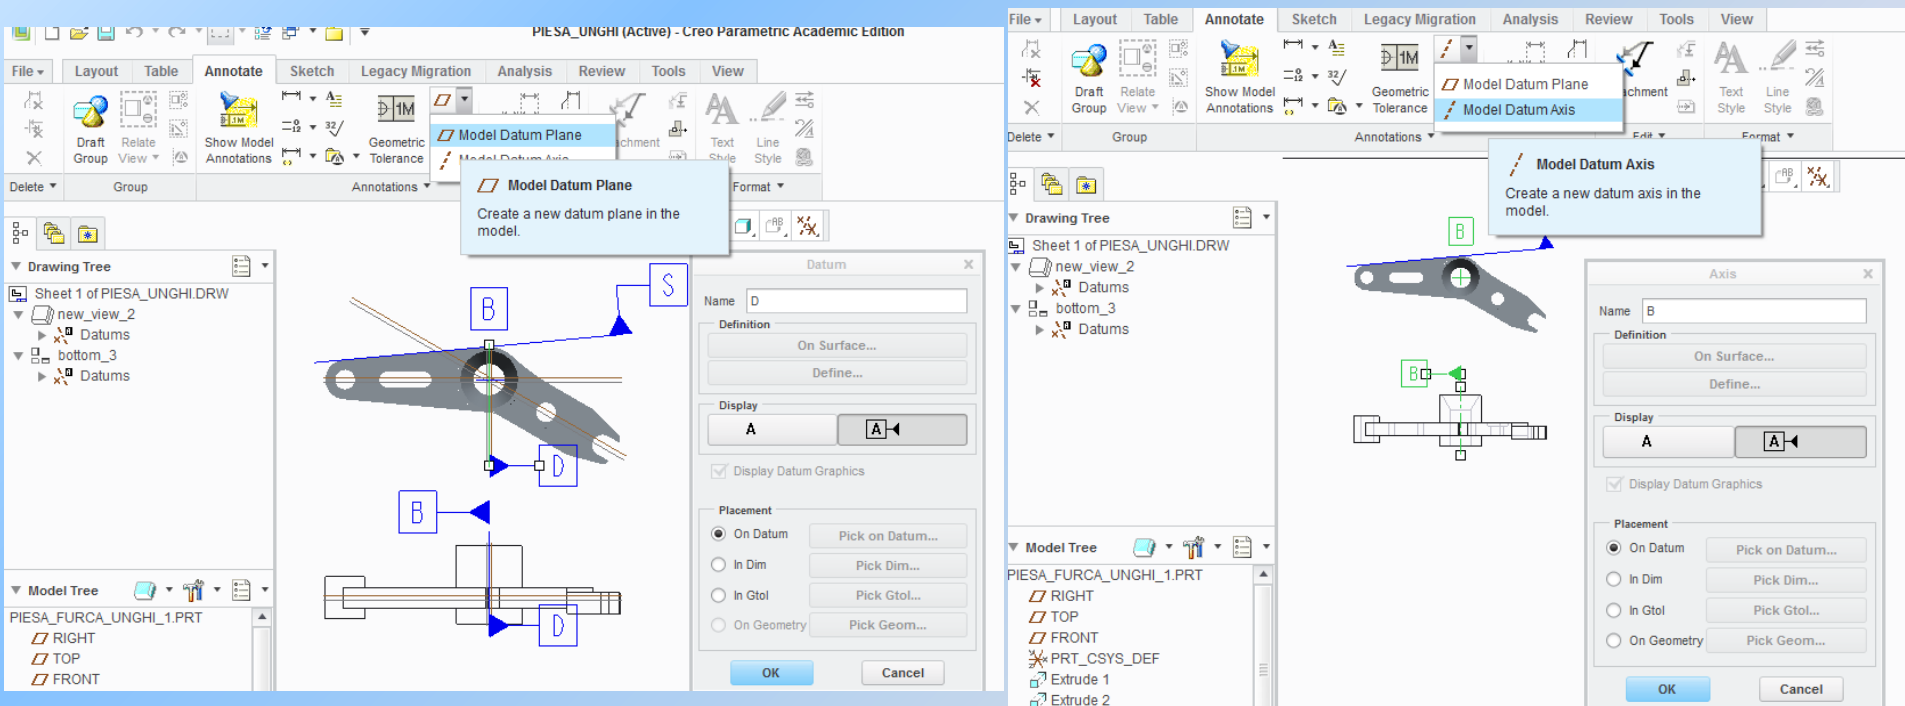 PIESA_UNGHI (Active) - Creo Parametric Academic Edition
File Layout Table Annotate Sketch Legacy Migration Analysis Review Tools View
Draft Group
Relate View
Show Model Annotations
Geometric Tolerance
Model Datum Plane
Model Datum Axis
chment
Text Style
Line Style
Delete
Group
Annotations
Format
Model Datum Plane
Create a new datum plane in the
model.
Drawing Tree
Sheet 1 of PIESA_UNGHI.DRW
new_view_2
Datums
bottom_3
Datums
Model Tree
PIESA_FURCA_UNGHI_1.PRT
RIGHT
TOP
FRONT
B
S
D
B
D
Datum
Name D
Definition
On Surface...
Define...
Display
A A
Display Datum Graphics
Placement
On Datum Pick on Datum...
In Dim Pick Dim...
In Gtol Pick Gtol...
On Geometry Pick Geom...
OK Cancel
File Layout Table Annotate Sketch Legacy Migration Analysis Review Tools View
Draft Group
Relate View
Show Model Annotations
Geometric Tolerance
Model Datum Plane
Model Datum Axis
chment
Text Style
Line Style
Delete
Group
Annotations
Edit
Format
Model Datum Axis
Create a new datum axis in the
model.
Drawing Tree
Sheet 1 of PIESA_UNGHI.DRW
new_view_2
Datums
bottom_3
Datums
Model Tree
PIESA_FURCA_UNGHI_1.PRT
RIGHT
TOP
FRONT
PRT_CSYS_DEF
Extrude 1
Extrude 2
B
B
Axis
Name B
Definition
On Surface...
Define...
Display
A A
Display Datum Graphics
Placement
On Datum Pick on Datum...
In Dim Pick Dim...
In Gtol Pick Gtol...
On Geometry Pick Geom...
OK Cancel